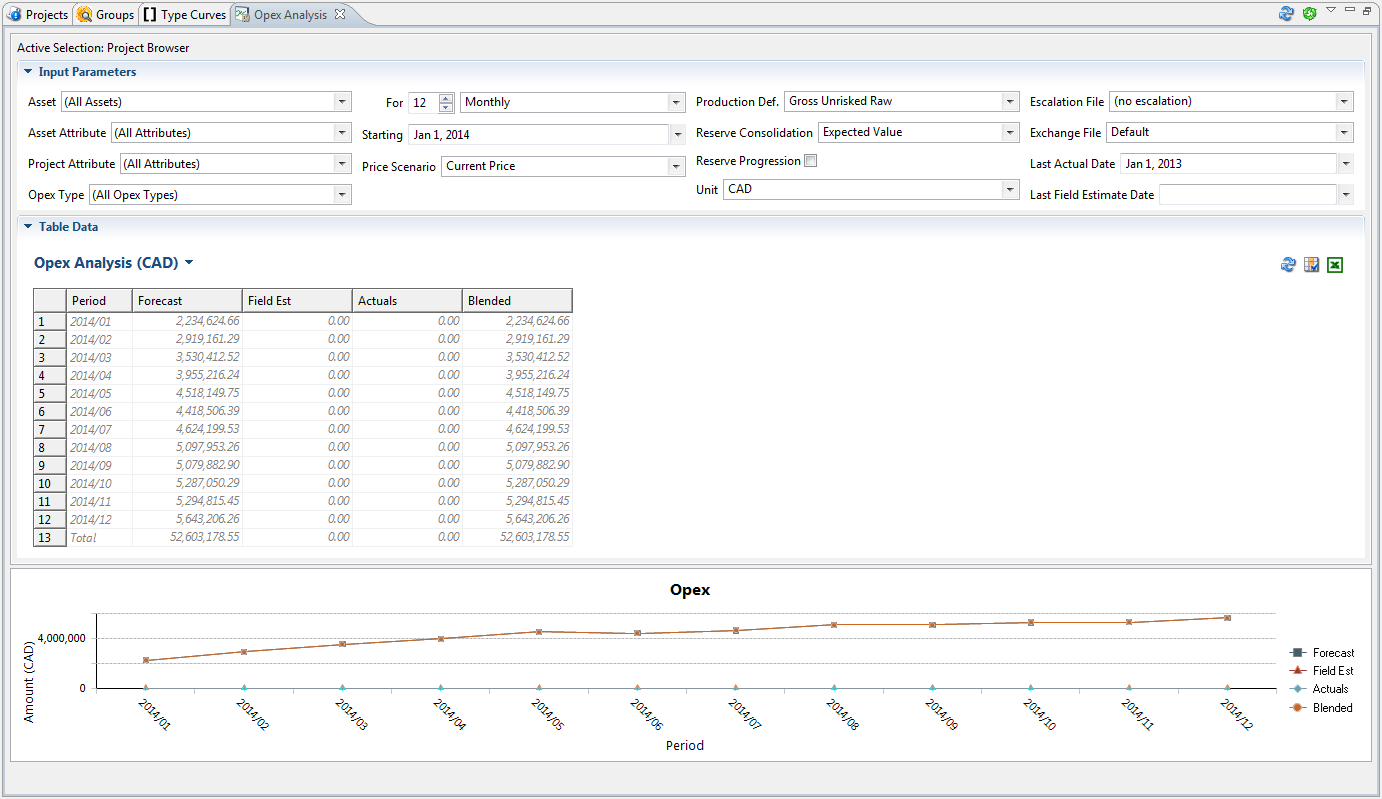 Projects Groups Type Curves Opex Analysis
Active Selection: Project Browser
Input Parameters
Asset (All Assets) For 12 Monthly Production Def. Gross Unrisked Raw Escalation File (no escalation)
Asset Attribute (All Attributes) Starting Jan 1, 2014 Reserve Consolidation Expected Value Exchange File Default
Project Attribute (All Attributes) Price Scenario Current Price Reserve Progression Last Actual Date Jan 1, 2013
Opex Type (All Opex Types) Unit CAD Last Field Estimate Date
Table Data
Opex Analysis (CAD)
Period Forecast Field Est Actuals Blended
1 2014/01 2,234,624.66 0.00 0.00 2,234,624.66
2 2014/02 2,919,161.29 0.00 0.00 2,919,161.29
3 2014/03 3,530,412.52 0.00 0.00 3,530,412.52
4 2014/04 3,955,216.24 0.00 0.00 3,955,216.24
5 2014/05 4,518,149.75 0.00 0.00 4,518,149.75
6 2014/06 4,418,506.39 0.00 0.00 4,418,506.39
7 2014/07 4,624,199.53 0.00 0.00 4,624,199.53
8 2014/08 5,097,953.26 0.00 0.00 5,097,953.26
9 2014/09 5,079,882.90 0.00 0.00 5,079,882.90
10 2014/10 5,287,050.29 0.00 0.00 5,287,050.29
11 2014/11 5,294,815.45 0.00 0.00 5,294,815.45
12 2014/12 5,643,206.26 0.00 0.00 5,643,206.26
13 Total 52,603,178.55 0.00 0.00 52,603,178.55
Opex
Amount (CAD)
4,000,000
0
2014/01 2014/02 2014/03 2014/04 2014/05 2014/06 2014/07 2014/08 2014/09 2014/10 2014/11 2014/12
Period
Forecast
Field Est
Actuals
Blended